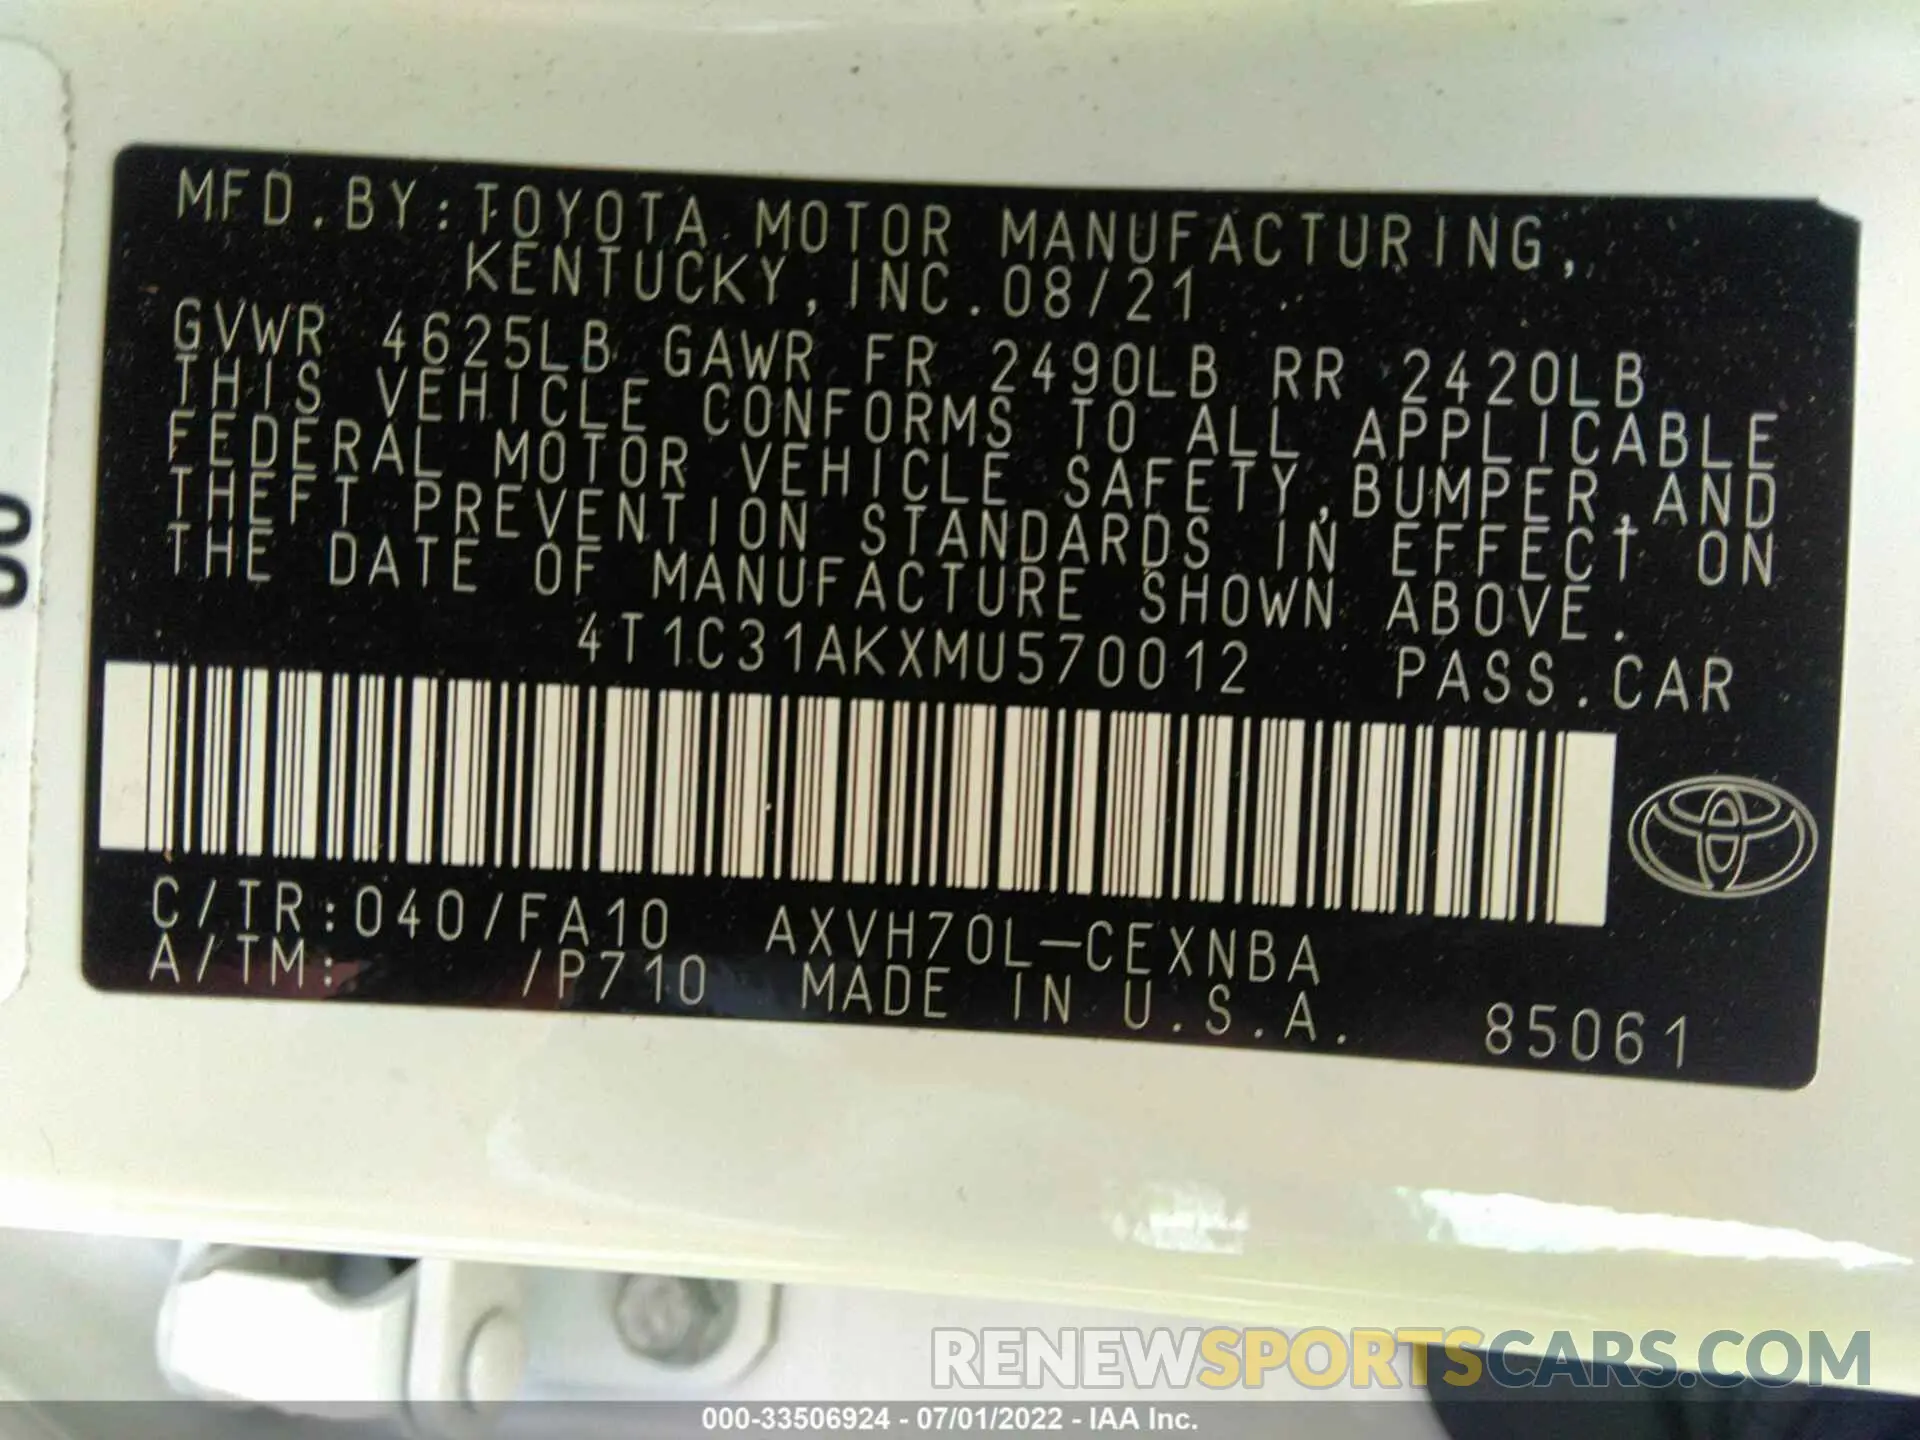 MFD.BY:TOYOTA MOTOR MANUFACTURING,
KENTUCKY,INC.08/21
GVWR 4625LB GAWR FR 2490LB RR 2420LB
THIS VEHICLE CONFORMS TO ALL APPLICABLE
FEDERAL MOTOR VEHICLE SAFETY,BUMPER,AND
THEFT PREVENTION STANDARDS IN EFFECT ON
THE DATE OF MANUFACTURE SHOWN ABOVE.
4T1C31AKXMU570012 PASS.CAR
C/TR:040/FA10 AXVH70L-CEXNBA
A/TM: /P710 MADE IN U.S.A. 85061
RENEWSPORTSCARS.COM
000-33506924 - 07/01/2022 - IAA Inc.